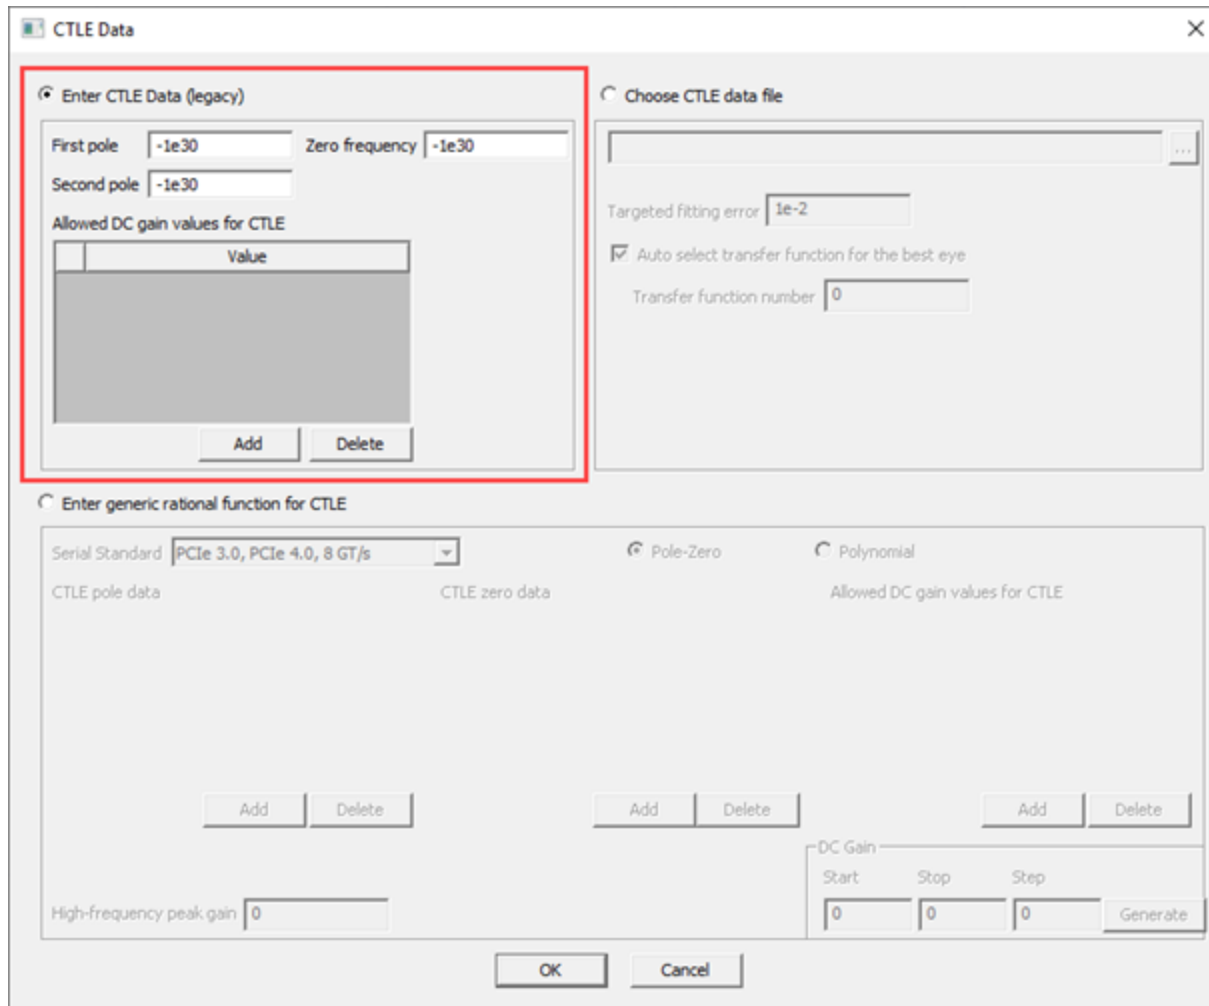 CTLE Data
Enter CTLE Data (legacy)
First pole -1e30 Zero frequency -1e30
Second pole -1e30
Allowed DC gain values for CTLE
Value
Add Delete
Choose CTLE data file
...
Targeted fitting error 1e-2
Auto select transfer function for the best eye
Transfer function number 0
Enter generic rational function for CTLE
Serial Standard PCIe 3.0, PCIe 4.0, 8 GT/s Pole-Zero Polynomial
CTLE pole data CTLE zero data Allowed DC gain values for CTLE
Add Delete Add Delete Add Delete
DC Gain
Start Stop Step
High-frequency peak gain 0 0 0 0 Generate
OK Cancel